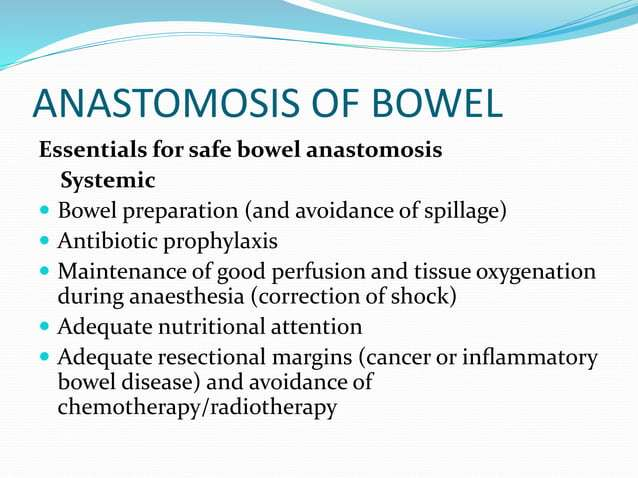 ANASTOMOSIS OF BOWEL
Essentials for safe bowel anastomosis
Systemic
• Bowel preparation (and avoidance of spillage)
• Antibiotic prophylaxis
• Maintenance of good perfusion and tissue oxygenation
during anaesthesia (correction of shock)
• Adequate nutritional attention
• Adequate resectional margins (cancer or inflammatory
bowel disease) and avoidance of
chemotherapy/radiotherapy